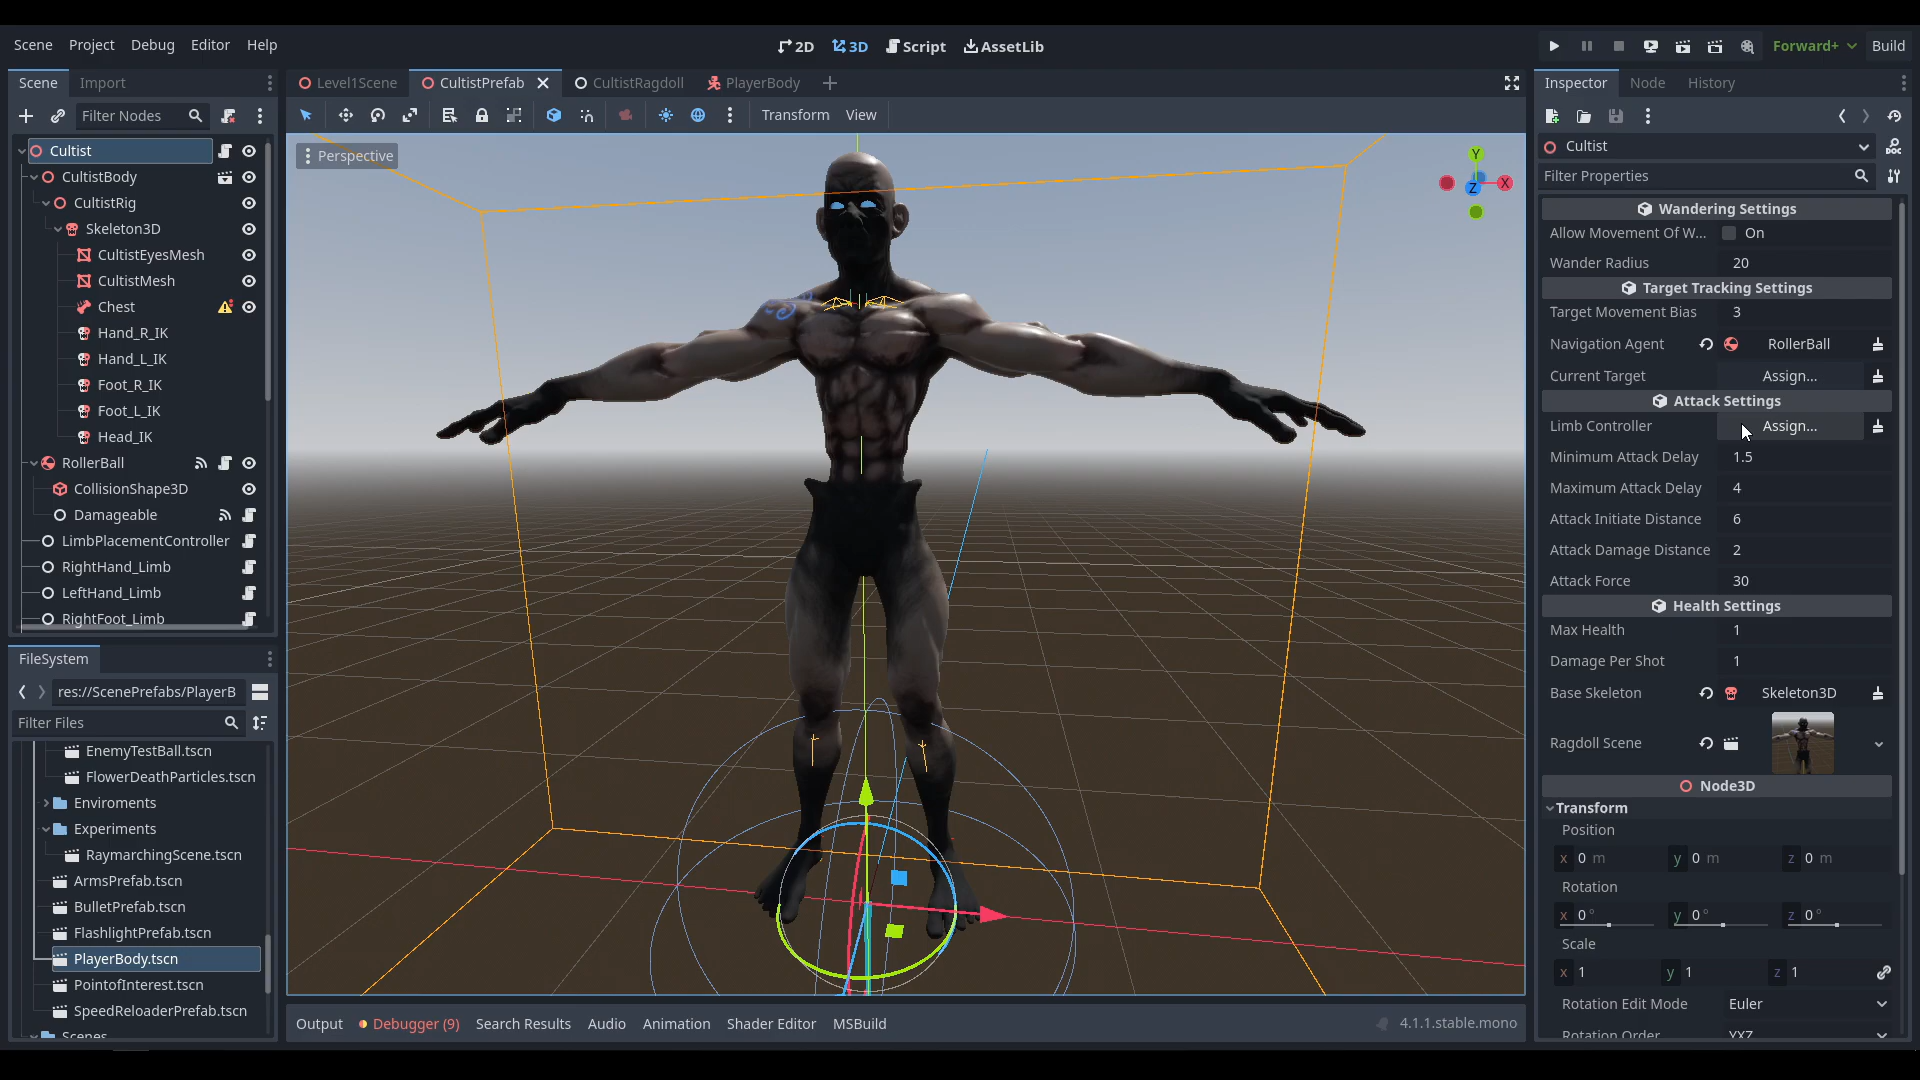 Scene Project Debug Editor Help
2D 3D Script AssetLib
Forward+ Build
Scene Import
Filter Nodes
Cultist
CultistBody
CultistRig
Skeleton3D
CultistEyesMesh
CultistMesh
Chest
Hand_R_IK
Hand_L_IK
Foot_R_IK
Foot_L_IK
Head_IK
RollerBall
CollisionShape3D
Damageable
LimbPlacementController
RightHand_Limb
LeftHand_Limb
RightFoot_Limb
FileSystem
res://ScenePrefabs/PlayerB
Filter Files
EnemyTestBall.tscn
FlowerDeathParticles.tscn
Enviroments
Experiments
RaymarchingScene.tscn
ArmsPrefab.tscn
BulletPrefab.tscn
FlashlightPrefab.tscn
PlayerBody.tscn
PointofInterest.tscn
SpeedReloaderPrefab.tscn
Scenes
Level1Scene CultistPrefab CultistRagdoll PlayerBody
Transform View
Perspective
Y
Z X
Output Debugger (9) Search Results Audio Animation Shader Editor MSBuild
4.1.1.stable.mono
Inspector Node History
Cultist
Filter Properties
Wandering Settings
Allow Movement Of W... On
Wander Radius 20
Target Tracking Settings
Target Movement Bias 3
Navigation Agent RollerBall
Current Target Assign...
Attack Settings
Limb Controller Assign...
Minimum Attack Delay 1.5
Maximum Attack Delay 4
Attack Initiate Distance 6
Attack Damage Distance 2
Attack Force 30
Health Settings
Max Health 1
Damage Per Shot 1
Base Skeleton Skeleton3D
Ragdoll Scene
Node3D
Transform
Position
x 0 m y 0 m z 0 m
Rotation
x 0 ° y 0 ° z 0 °
Scale
x 1 y 1 z 1
Rotation Edit Mode Euler
Rotation Order YXZ